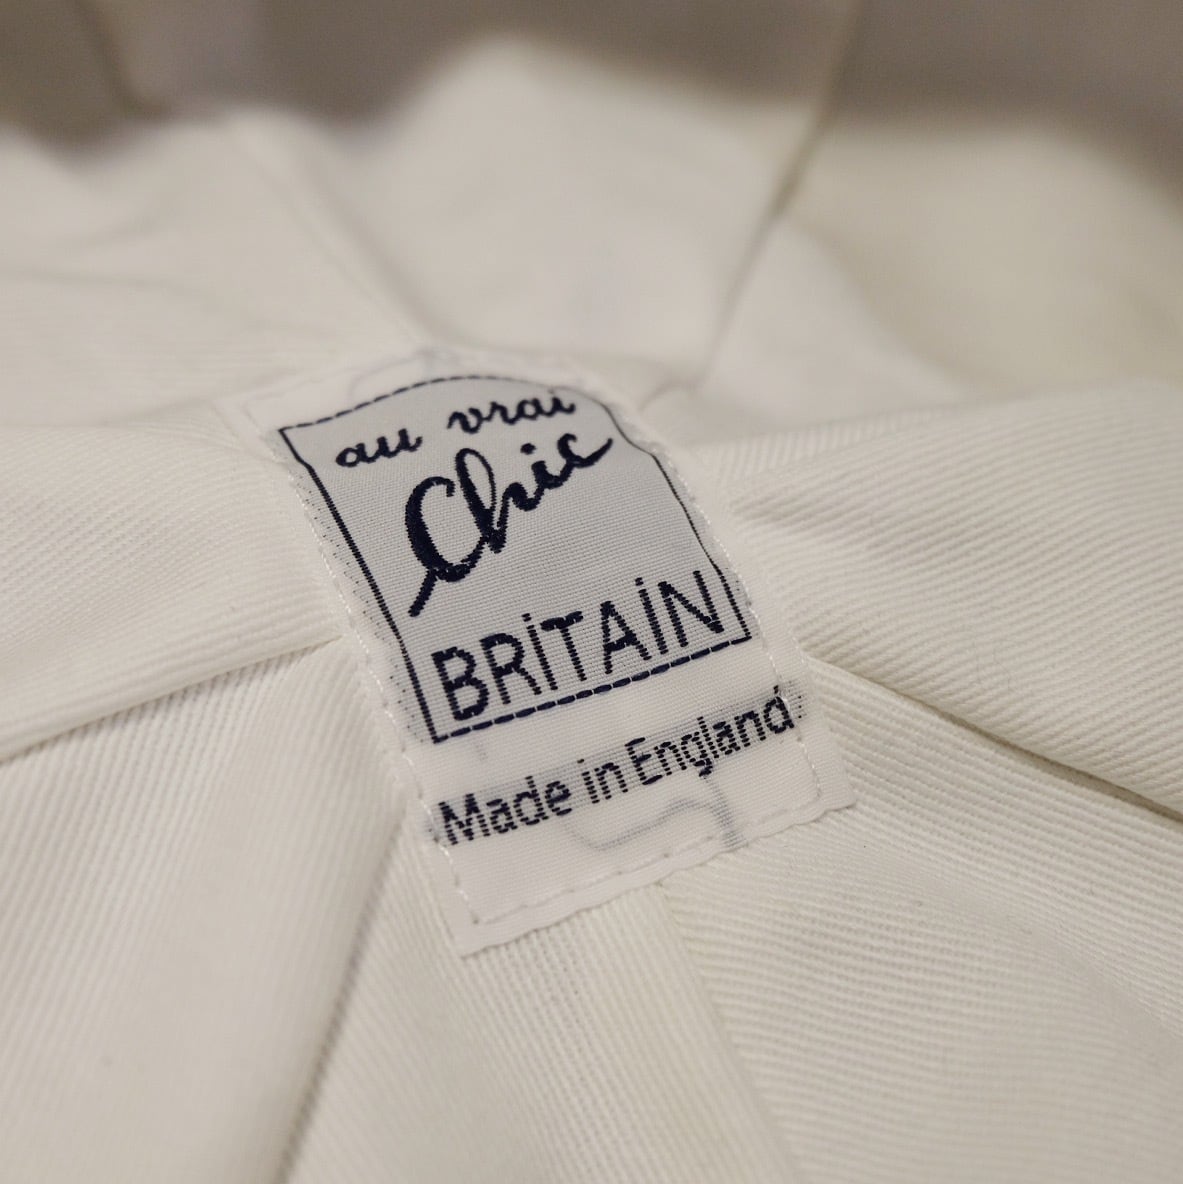 au vrai
Chic
BRITAIN
Made in England